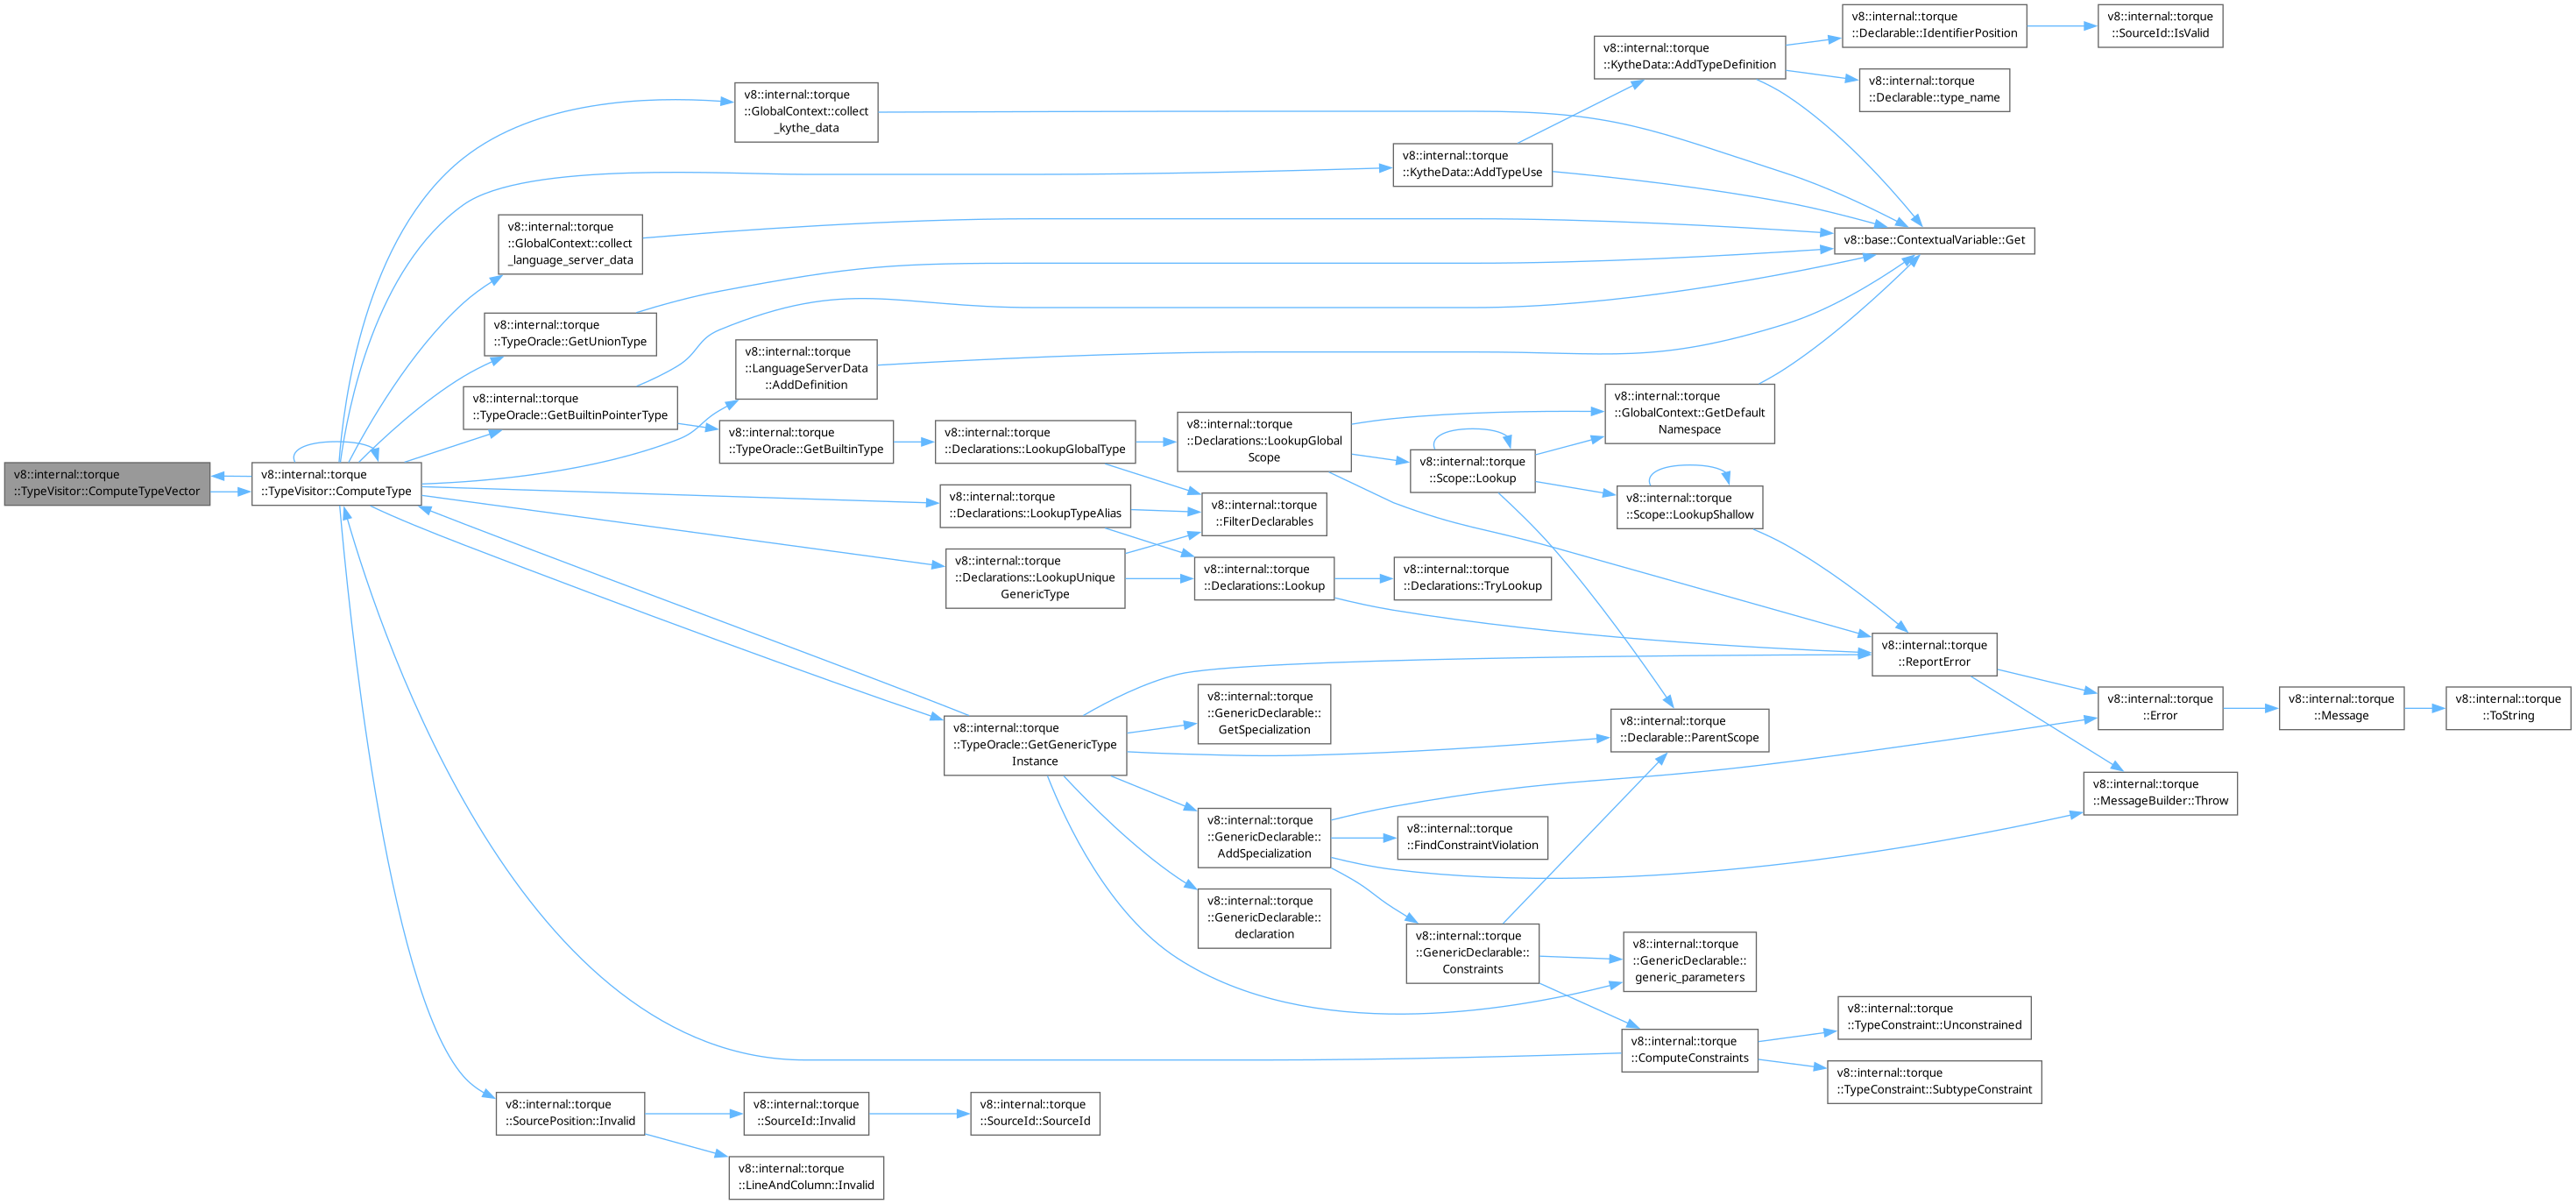 v8::internal::torque
::TypeVisitor::ComputeTypeVector
v8::internal::torque
::TypeVisitor::ComputeType
v8::internal::torque
::GlobalContext::collect
_kythe_data
v8::internal::torque
::KytheData::AddTypeUse
v8::internal::torque
::KytheData::AddTypeDefinition
v8::internal::torque
::Declarable::IdentifierPosition
v8::internal::torque
::SourceId::IsValid
v8::internal::torque
::Declarable::type_name
v8::base::ContextualVariable::Get
v8::internal::torque
::GlobalContext::collect
_language_server_data
v8::internal::torque
::TypeOracle::GetUnionType
v8::internal::torque
::TypeOracle::GetBuiltinPointerType
v8::internal::torque
::LanguageServerData
::AddDefinition
v8::internal::torque
::TypeOracle::GetBuiltinType
v8::internal::torque
::Declarations::LookupGlobalType
v8::internal::torque
::Declarations::LookupGlobal
Scope
v8::internal::torque
::Scope::Lookup
v8::internal::torque
::GlobalContext::GetDefault
Namespace
v8::internal::torque
::Scope::LookupShallow
v8::internal::torque
::Declarations::LookupTypeAlias
v8::internal::torque
::FilterDeclarables
v8::internal::torque
::Declarations::LookupUnique
GenericType
v8::internal::torque
::Declarations::Lookup
v8::internal::torque
::Declarations::TryLookup
v8::internal::torque
::ReportError
v8::internal::torque
::Error
v8::internal::torque
::Message
v8::internal::torque
::ToString
v8::internal::torque
::MessageBuilder::Throw
v8::internal::torque
::TypeOracle::GetGenericType
Instance
v8::internal::torque
::GenericDeclarable::
GetSpecialization
v8::internal::torque
::Declarable::ParentScope
v8::internal::torque
::GenericDeclarable::
AddSpecialization
v8::internal::torque
::FindConstraintViolation
v8::internal::torque
::GenericDeclarable::
declaration
v8::internal::torque
::GenericDeclarable::
Constraints
v8::internal::torque
::GenericDeclarable::
generic_parameters
v8::internal::torque
::ComputeConstraints
v8::internal::torque
::TypeConstraint::Unconstrained
v8::internal::torque
::TypeConstraint::SubtypeConstraint
v8::internal::torque
::SourcePosition::Invalid
v8::internal::torque
::SourceId::Invalid
v8::internal::torque
::SourceId::SourceId
v8::internal::torque
::LineAndColumn::Invalid